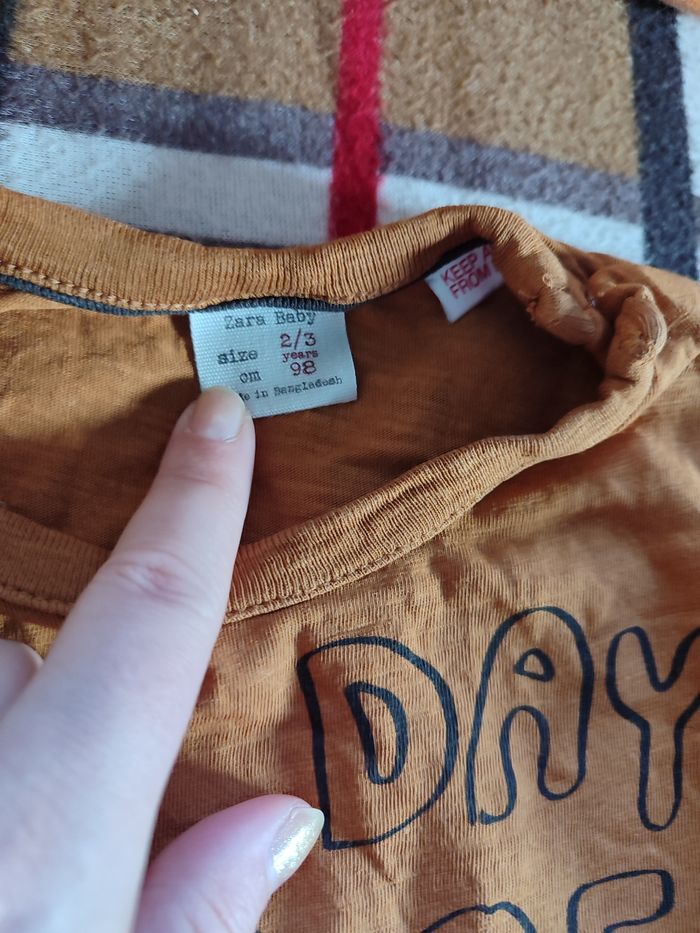 Zara Baby
size 2/3
years
cm 98
in Bangladesh
KEEP
FROM
DAY